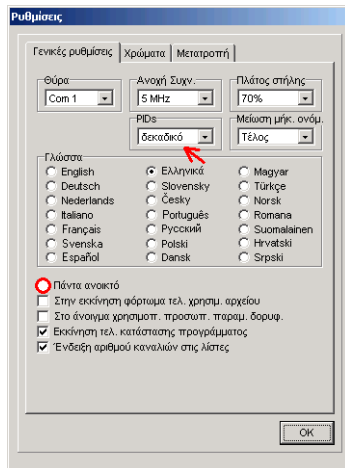 Ρυθμίσεις
Γενικές ρυθμίσεις Χρώματα Μετατροπή
Θύρα Ανοχή Συχν. Πλάτος στήλης
Com 1 5 MHz 70%
PIDs Μείωση μήκ. ονόμ.
δεκαδικό Τέλος
Γλώσσα
English Ελληνικά Magyar
Deutsch Slovensky Türkçe
Nederlands Česky Norsk
Italiano Português Romana
Français Русский Suomalainen
Svenska Polski Hrvatski
Español Dansk Srpski
Πάντα ανοικτό
Στην εκκίνηση φόρτωμα τελ. χρησιμ. αρχείου
Στο άνοιγμα χρησιμοπ. προσωπ. παραμ. δορυφ.
Εκκίνηση τελ. κατάστασης προγράμματος
Ένδειξη αριθμού καναλιών στις λίστες
OK